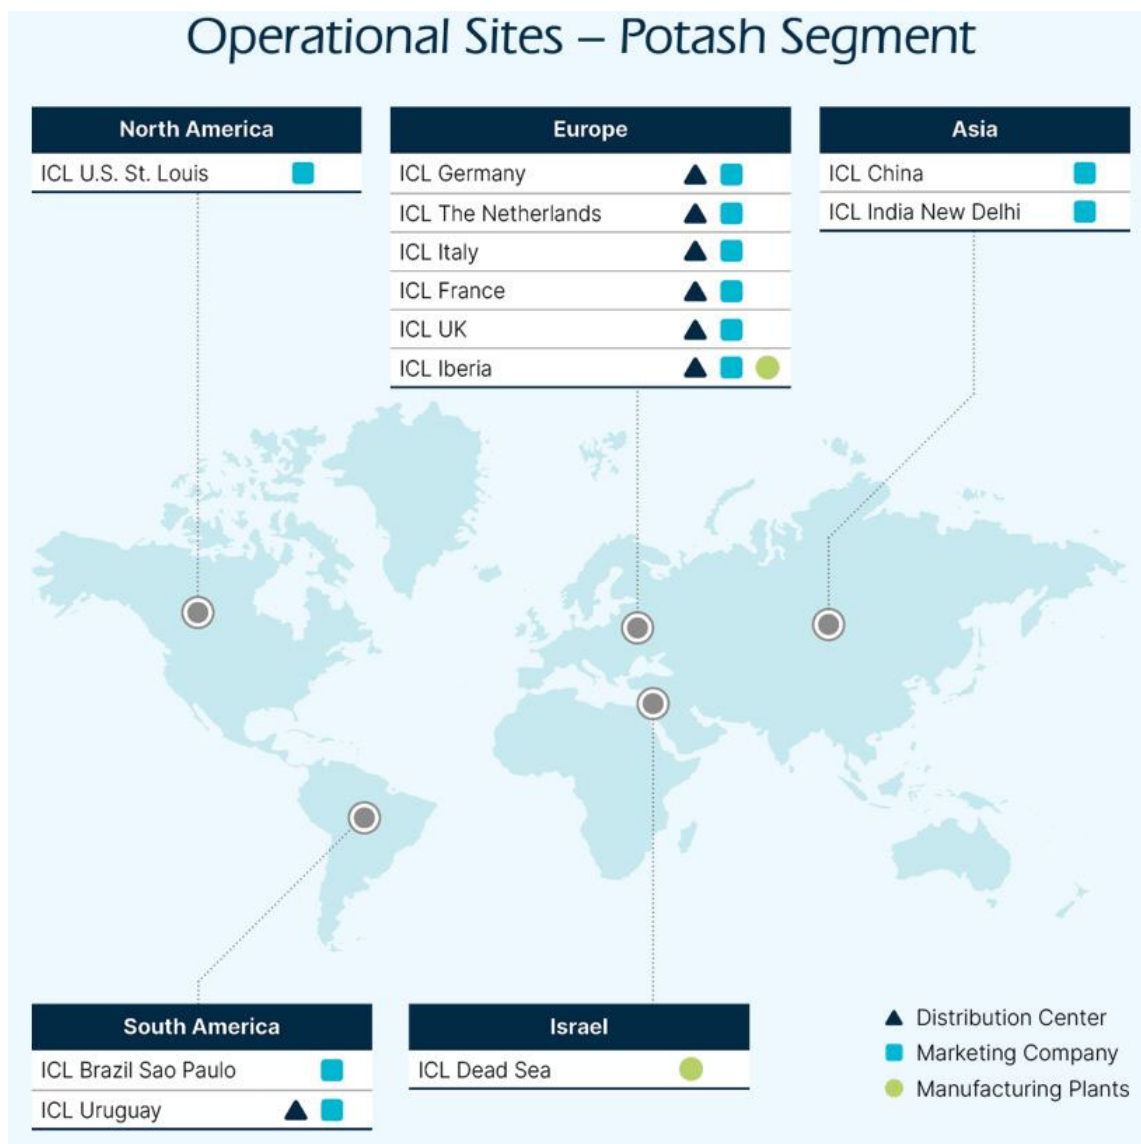 Operational Sites – Potash Segment
North America
ICL U.S. St. Louis
Europe
ICL Germany
ICL The Netherlands
ICL Italy
ICL France
ICL UK
ICL Iberia
Asia
ICL China
ICL India New Delhi
South America
ICL Brazil Sao Paulo
ICL Uruguay
Israel
ICL Dead Sea
Distribution Center
Marketing Company
Manufacturing Plants